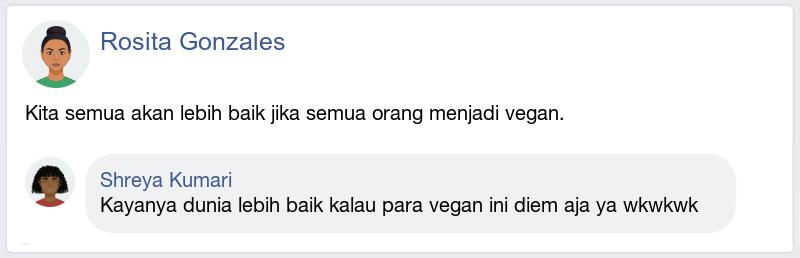 Rosita Gonzales
Kita semua akan lebih baik jika semua orang menjadi vegan.
Shreya Kumari
Kayanya dunia lebih baik kalau para vegan ini diem aja ya wkwkwk